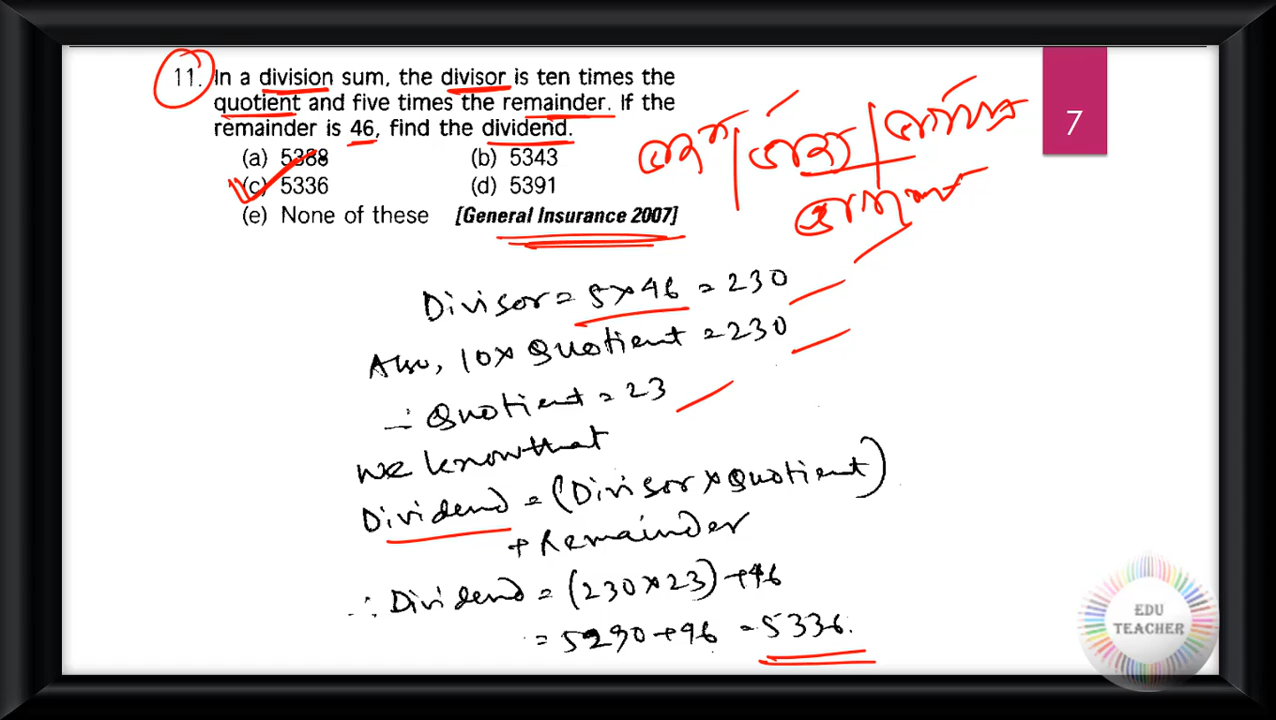 11. In a division sum, the divisor is ten times the
quotient and five times the remainder. If the
remainder is 46, find the dividend.
(a) 5388 (b) 5343
(c) 5336 (d) 5391
(e) None of these [General Insurance 2007]
7
Divisor = 5×46 = 230
Also, 10× Quotient = 230
∴ Quotient = 23
We know that
Dividend = (Divisor × Quotient)
+ Remainder
∴ Dividend = (230×23) +46
= 5290+46 = 5336.
EDU
TEACHER